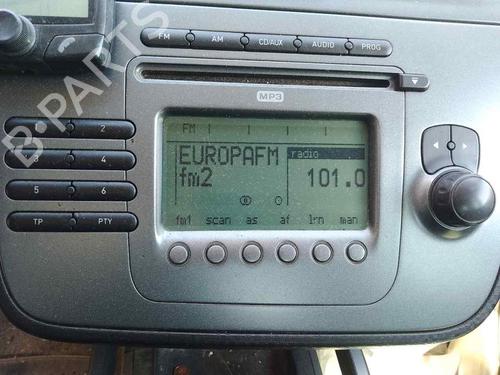 FM AM CD/AUX AUDIO PROG
MP3
FM
EUROPAFM radio
fm2 101.0
fm1 scan as af lrn man
2
3 4
5 6
TP PTY
B-PARTS